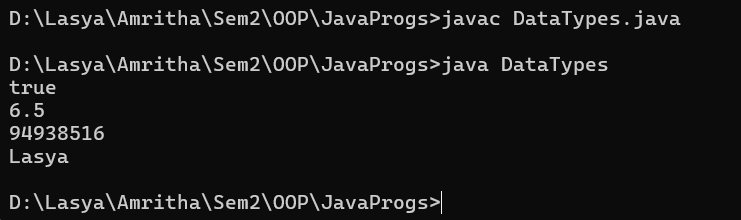 D:\Lasya\Amritha\Sem2\OOP\JavaProgs>javac DataTypes.java
D:\Lasya\Amritha\Sem2\OOP\JavaProgs>java DataTypes
true
6.5
94938516
Lasya
D:\Lasya\Amritha\Sem2\OOP\JavaProgs>